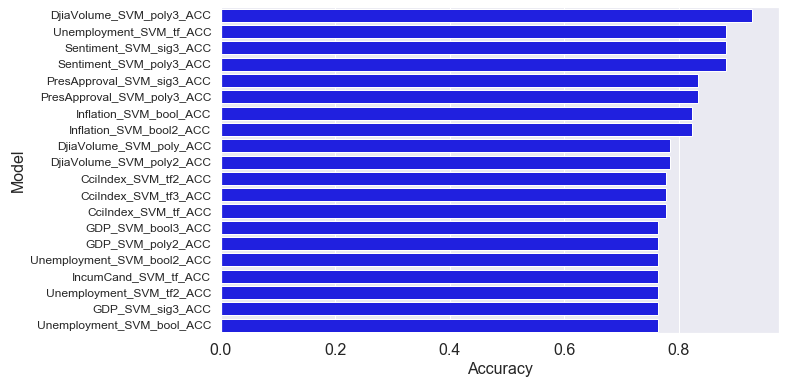 DjiaVolume_SVM_poly3_ACC
Unemployment_SVM_tf_ACC
Sentiment_SVM_sig3_ACC
Sentiment_SVM_poly3_ACC
PresApproval_SVM_sig3_ACC
PresApproval_SVM_poly3_ACC
Inflation_SVM_bool_ACC
Inflation_SVM_bool2_ACC
DjiaVolume_SVM_poly_ACC
DjiaVolume_SVM_poly2_ACC
CciIndex_SVM_tf2_ACC
CciIndex_SVM_tf3_ACC
CciIndex_SVM_tf_ACC
GDP_SVM_bool3_ACC
GDP_SVM_poly2_ACC
Unemployment_SVM_bool2_ACC
IncumCand_SVM_tf_ACC
Unemployment_SVM_tf2_ACC
GDP_SVM_sig3_ACC
Unemployment_SVM_bool_ACC
Model
0.0 0.2 0.4 0.6 0.8
Accuracy